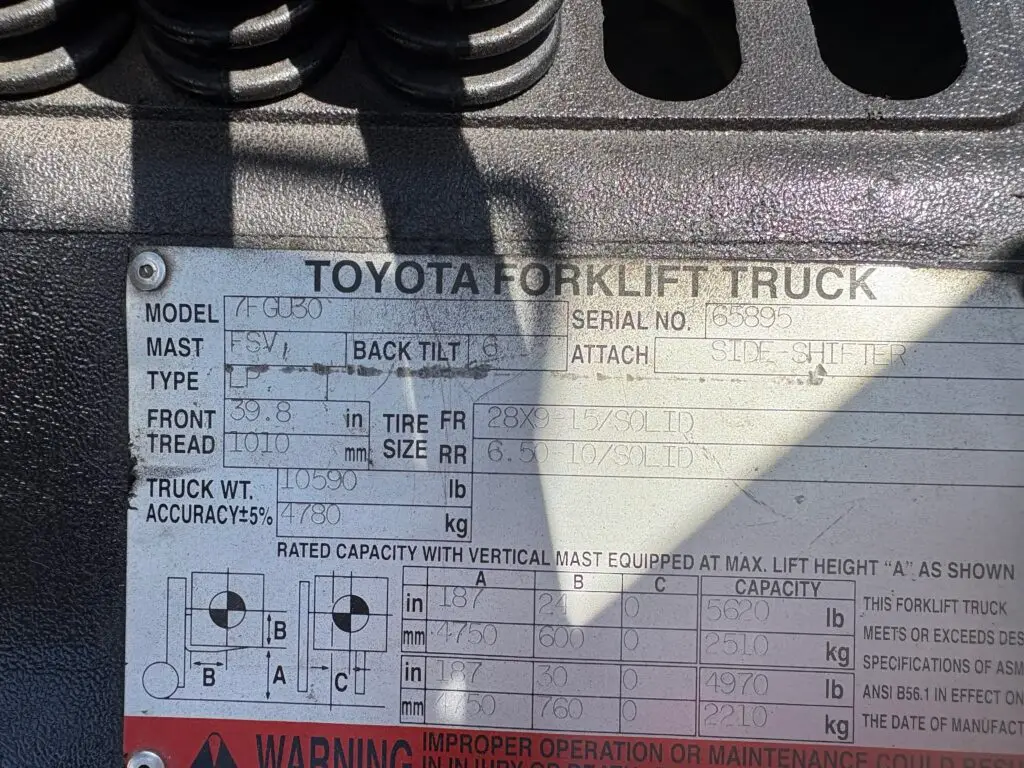 TOYOTA FORKLIFT TRUCK
MODEL 7FGU30 SERIAL NO. 65895
MAST FSV BACK TILT 6 ATTACH SIDE-SHIFTER
TYPE LP
FRONT TREAD 39.8 in TIRE SIZE FR 28X9-15/SOLID
1010 mm RR 6.50-10/SOLID
TRUCK WT. 10590 lb
ACCURACY±5% 4780 kg
RATED CAPACITY WITH VERTICAL MAST EQUIPPED AT MAX. LIFT HEIGHT "A" AS SHOWN
A B C CAPACITY
in 187 24 0 5620 lb
mm 4750 600 0 2510 kg
in 187 30 0 4970 lb
mm 4750 760 0 2210 kg
B
B A C
THIS FORKLIFT TRUCK
MEETS OR EXCEEDS DES
SPECIFICATIONS OF ASM
ANSI B56.1 IN EFFECT ON
THE DATE OF MANUFACT
WARNING IMPROPER OPERATION OR MAINTENANCE COULD RESU